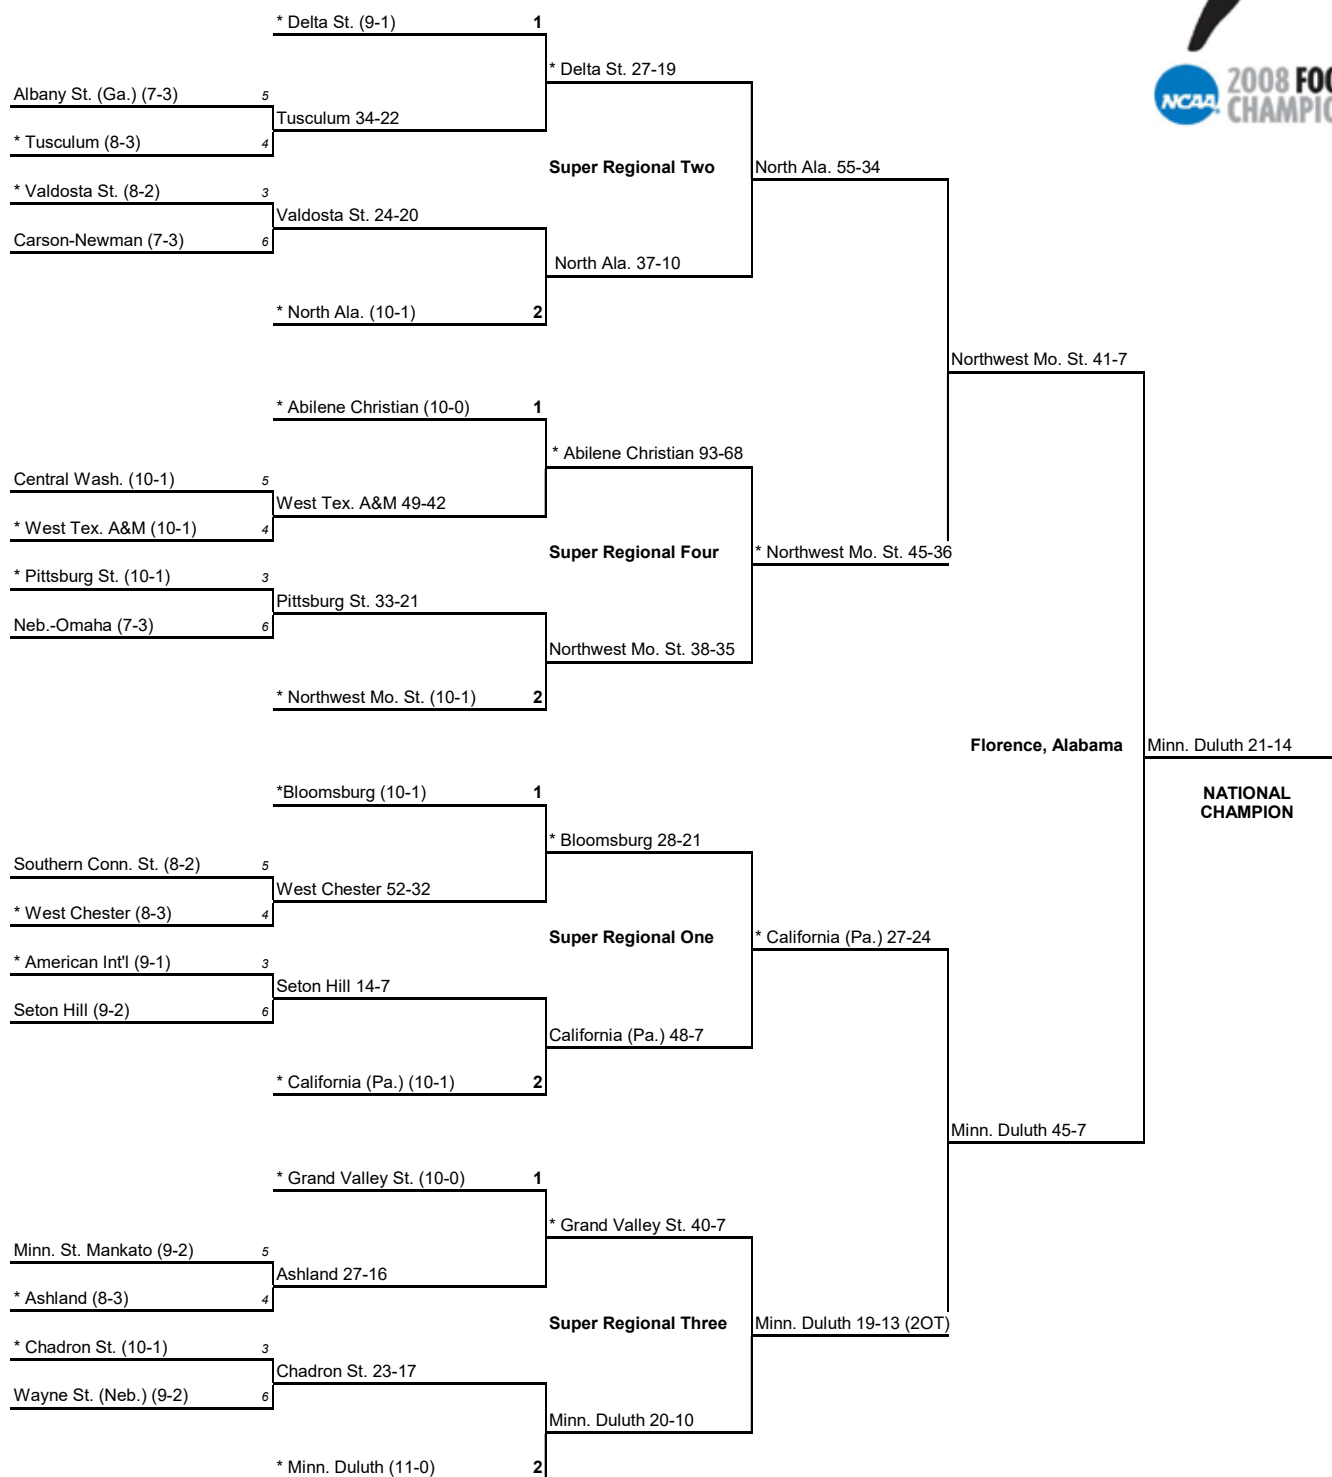 * Delta St. (9-1) 1
* Delta St. 27-19
NCAA 2008 FOO
CHAMPIO
Albany St. (Ga.) (7-3) 5
Tusculum 34-22
* Tusculum (8-3) 4
Super Regional Two
North Ala. 55-34
* Valdosta St. (8-2) 3
Valdosta St. 24-20
Carson-Newman (7-3) 6
North Ala. 37-10
* North Ala. (10-1) 2
Northwest Mo. St. 41-7
* Abilene Christian (10-0) 1
* Abilene Christian 93-68
Central Wash. (10-1) 5
West Tex. A&M 49-42
* West Tex. A&M (10-1) 4
Super Regional Four
* Northwest Mo. St. 45-36
* Pittsburg St. (10-1) 3
Pittsburg St. 33-21
Neb.-Omaha (7-3) 6
Northwest Mo. St. 38-35
* Northwest Mo. St. (10-1) 2
Florence, Alabama
Minn. Duluth 21-14
NATIONAL
CHAMPION
*Bloomsburg (10-1) 1
* Bloomsburg 28-21
Southern Conn. St. (8-2) 5
West Chester 52-32
* West Chester (8-3) 4
Super Regional One
* California (Pa.) 27-24
* American Int'l (9-1) 3
Seton Hill 14-7
Seton Hill (9-2) 6
California (Pa.) 48-7
* California (Pa.) (10-1) 2
Minn. Duluth 45-7
* Grand Valley St. (10-0) 1
* Grand Valley St. 40-7
Minn. St. Mankato (9-2) 5
Ashland 27-16
* Ashland (8-3) 4
Super Regional Three
Minn. Duluth 19-13 (2OT)
* Chadron St. (10-1) 3
Chadron St. 23-17
Wayne St. (Neb.) (9-2) 6
Minn. Duluth 20-10
* Minn. Duluth (11-0) 2